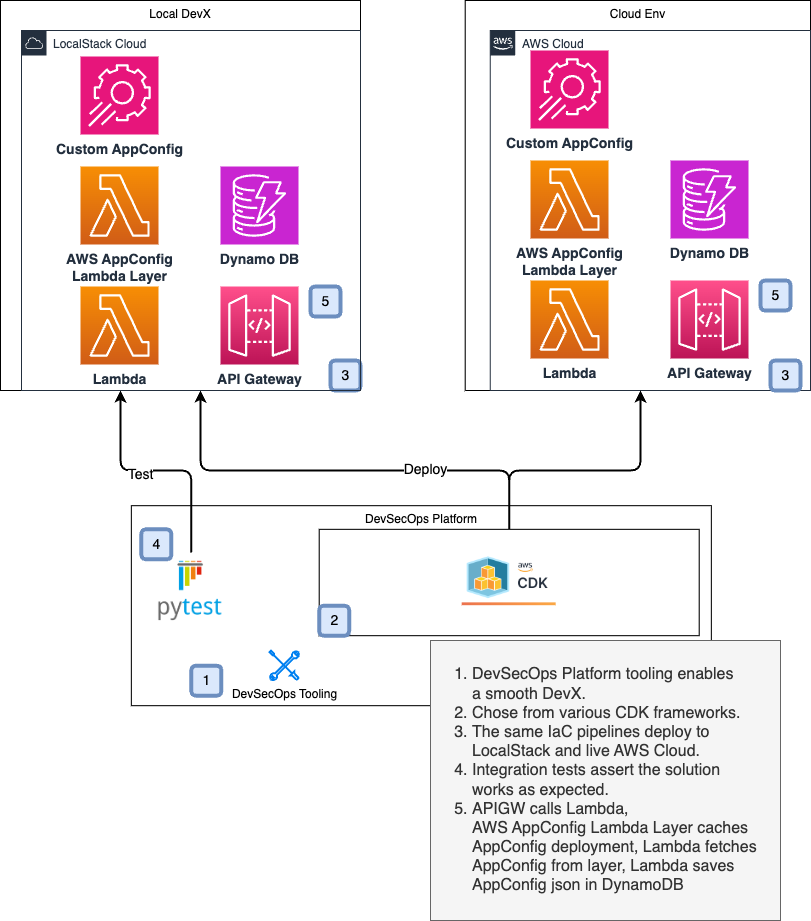 Local DevX
LocalStack Cloud
Custom AppConfig
AWS AppConfig
Lambda Layer
Dynamo DB
Lambda
API Gateway
5
3
Cloud Env
aws
AWS Cloud
Custom AppConfig
AWS AppConfig
Lambda Layer
Dynamo DB
Lambda
API Gateway
5
3
Test
Deploy
DevSecOps Platform
4
pytest
aws
CDK
2
1
DevSecOps Tooling
1. DevSecOps Platform tooling enables
a smooth DevX.
2. Chose from various CDK frameworks.
3. The same IaC pipelines deploy to
LocalStack and live AWS Cloud.
4. Integration tests assert the solution
works as expected.
5. APIGW calls Lambda,
AWS AppConfig Lambda Layer caches
AppConfig deployment, Lambda fetches
AppConfig from layer, Lambda saves
AppConfig json in DynamoDB